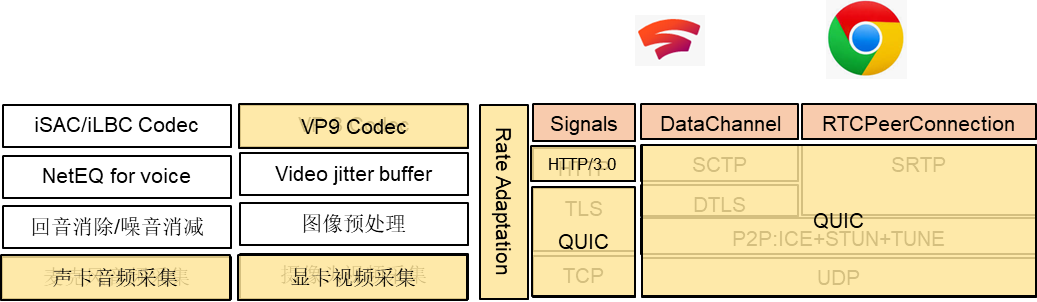 iSAC/iLBC Codec
VP9 Codec
Rate Adaptation
Signals
DataChannel
RTCPeerConnection
NetEQ for voice
Video jitter buffer
HTTP/3.0
SCTP
SRTP
回音消除/噪音消减
图像预处理
TLS
DTLS
QUIC
QUIC
P2P:ICE+STUN+TUNE
声卡音频采集
显卡视频采集
TCP
UDP